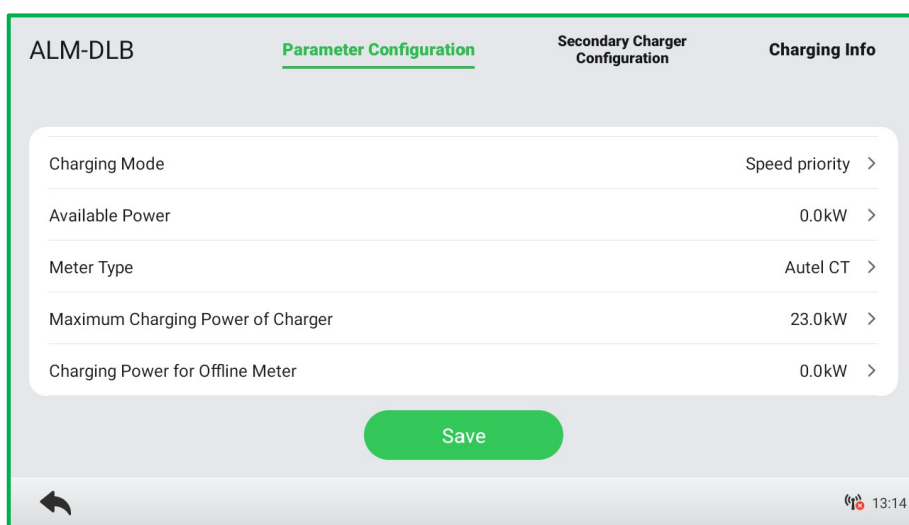 ALM-DLB
Parameter Configuration
Secondary Charger
Configuration
Charging Info
Charging Mode Speed priority
Available Power 0.0kW
Meter Type Autel CT
Maximum Charging Power of Charger 23.0kW
Charging Power for Offline Meter 0.0kW
Save
13:14